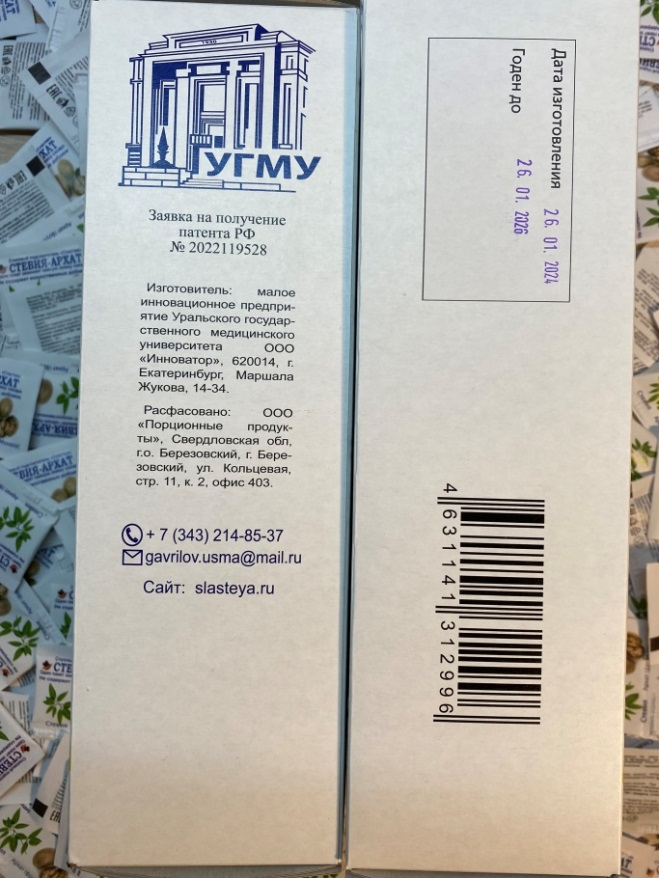 УГМУ
Заявка на получение
патента РФ
№ 2022119528
Изготовитель: малое
инновационное предпри-
ятие Уральского государ-
ственного медицинского
университета ООО
«Инноватор», 620014, г.
Екатеринбург, Маршала
Жукова, 14-34.
Расфасовано: ООО
«Порционные продук-
ты», Свердловская обл,
г.о. Березовский, г. Бере-
зовский, ул. Кольцевая,
стр. 11, к. 2, офис 403.
+ 7 (343) 214-85-37
gavrilov.usma@mail.ru
Сайт: slasteya.ru
Дата изготовления 26. 01. 2024
Годен до 26. 01. 2026
4 631141 312996
СТЕВИЯ-АРХАТ